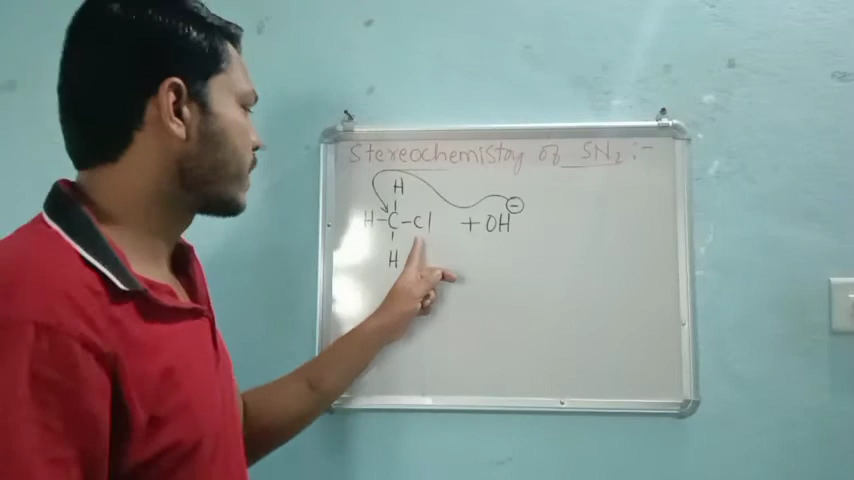 Stereochemistry of SN2 :-
H
H-C-Cl + OH ⊖
H